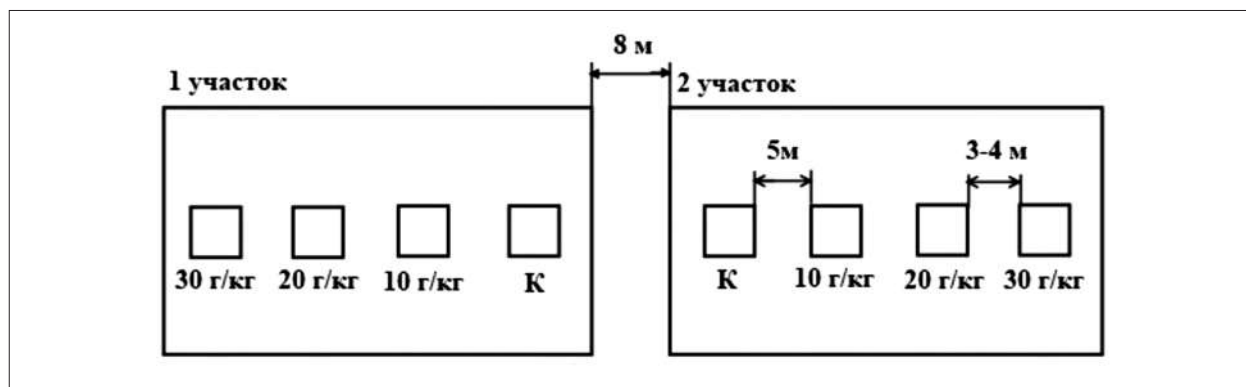 8 м
1 участок
2 участок
5м
3-4 м
30 г/кг
20 г/кг
10 г/кг
К
К
10 г/кг
20 г/кг
30 г/кг